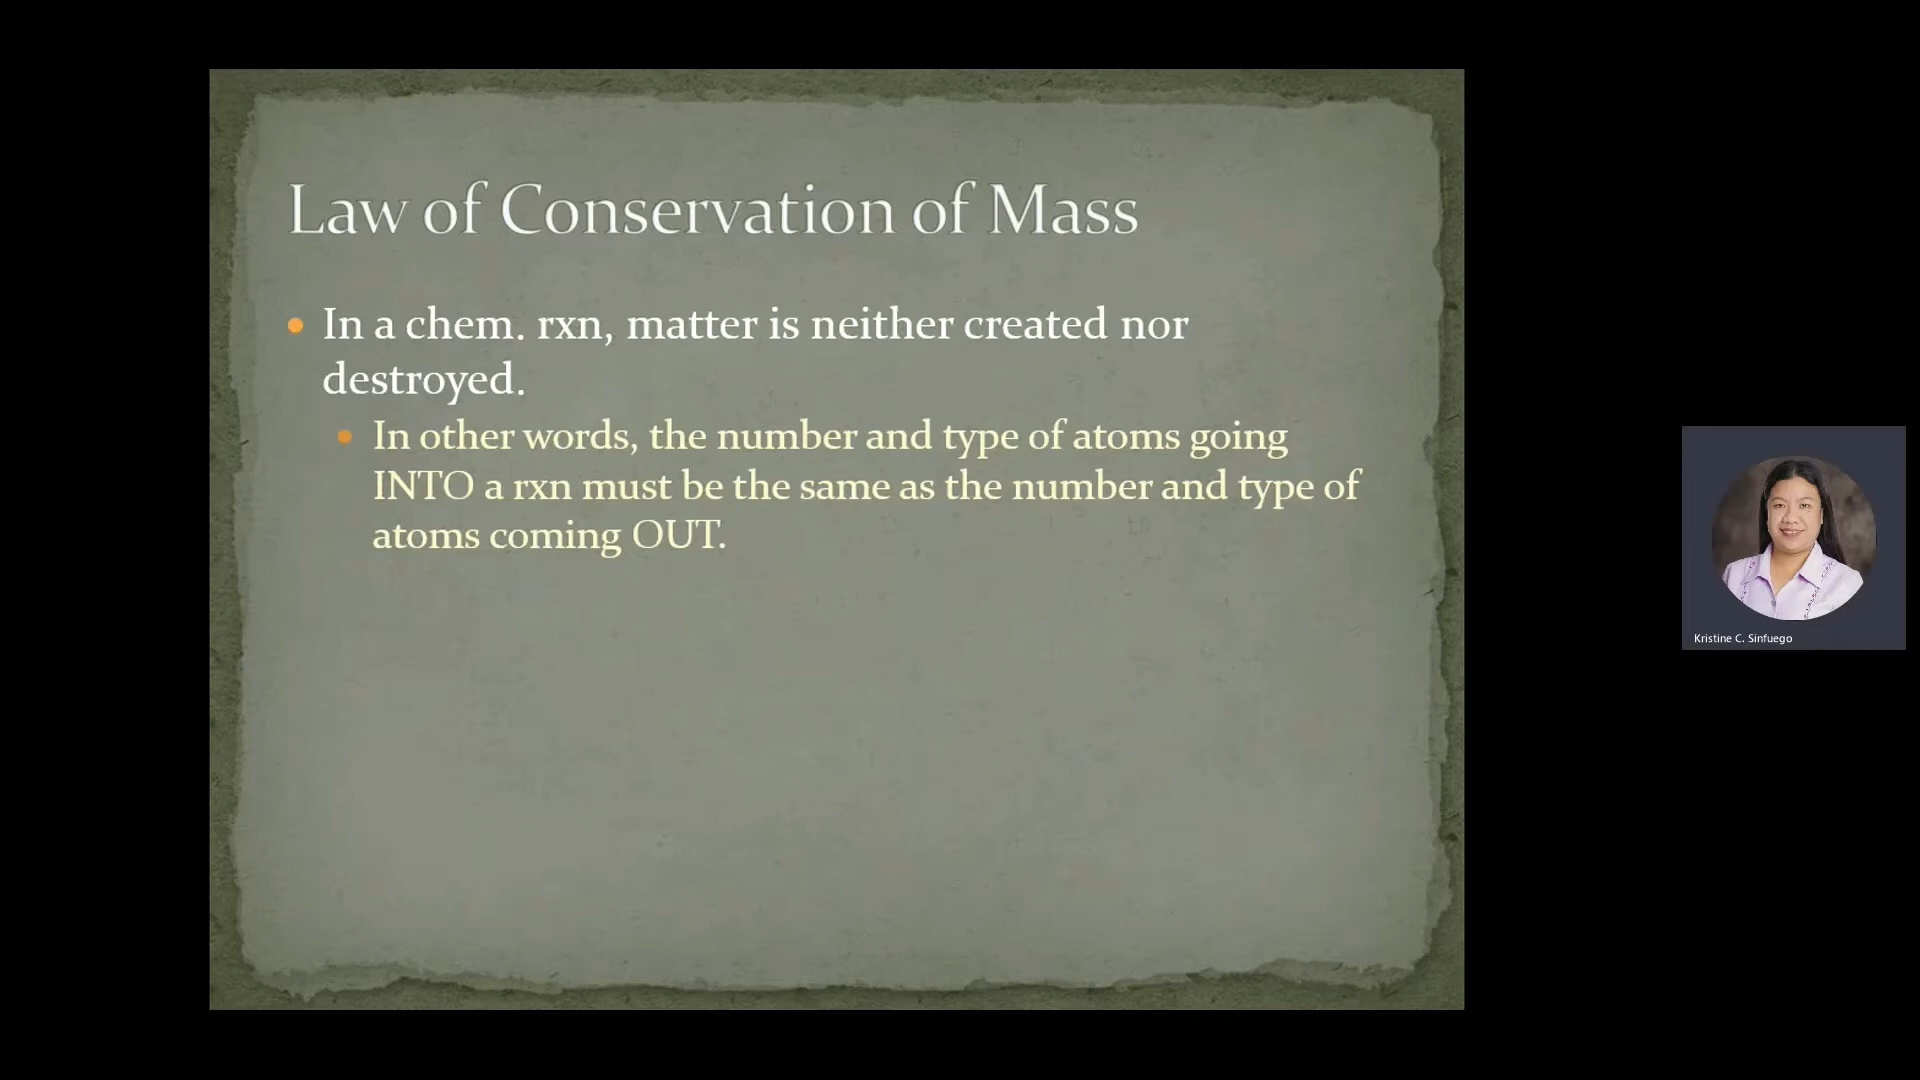 Law of Conservation of Mass
In a chem. rxn, matter is neither created nor
destroyed.
In other words, the number and type of atoms going
INTO a rxn must be the same as the number and type of
atoms coming OUT.
Kristine C. Sinfuego